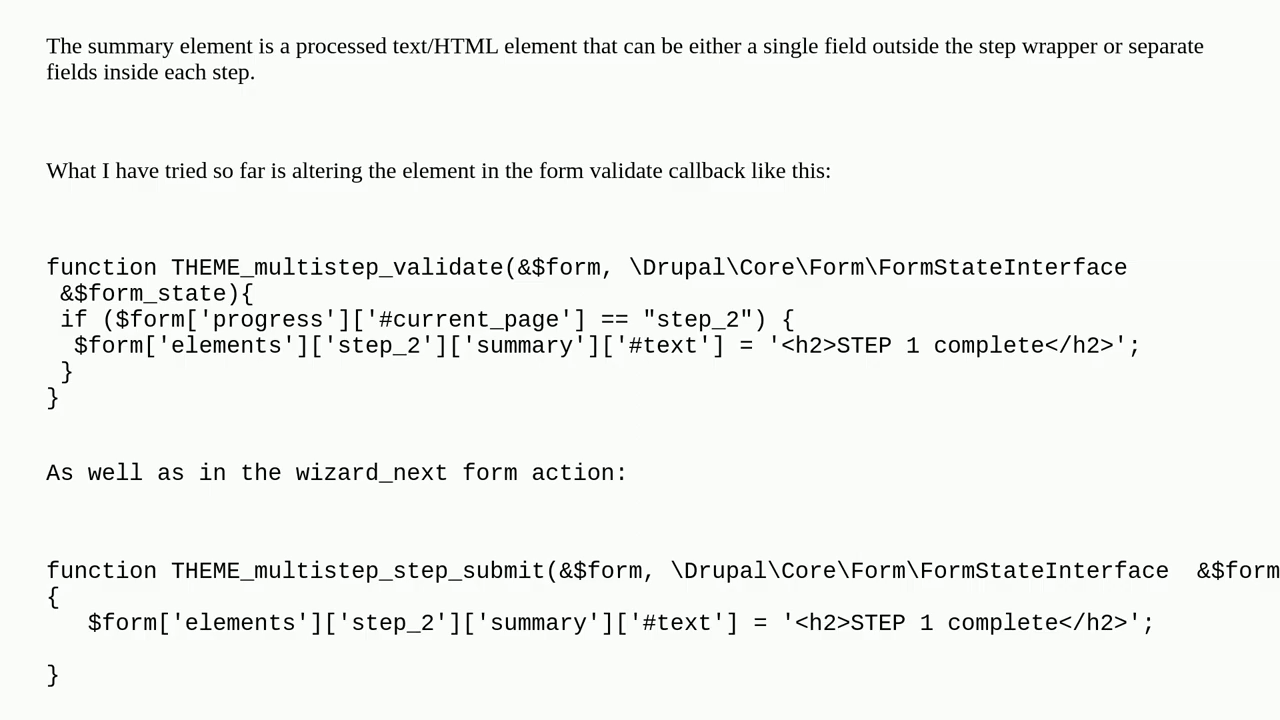 The summary element is a processed text/HTML element that can be either a single field outside the step wrapper or separate
fields inside each step.
What I have tried so far is altering the element in the form validate callback like this:
function THEME_multistep_validate(&$form, \Drupal\Core\Form\FormStateInterface
&$form_state){
if ($form['progress']['#current_page'] == "step_2") {
$form['elements']['step_2']['summary']['#text'] = '<h2>STEP 1 complete</h2>';
}
}
As well as in the wizard_next form action:
function THEME_multistep_step_submit(&$form, \Drupal\Core\Form\FormStateInterface  &$form
{
$form['elements']['step_2']['summary']['#text'] = '<h2>STEP 1 complete</h2>';
}